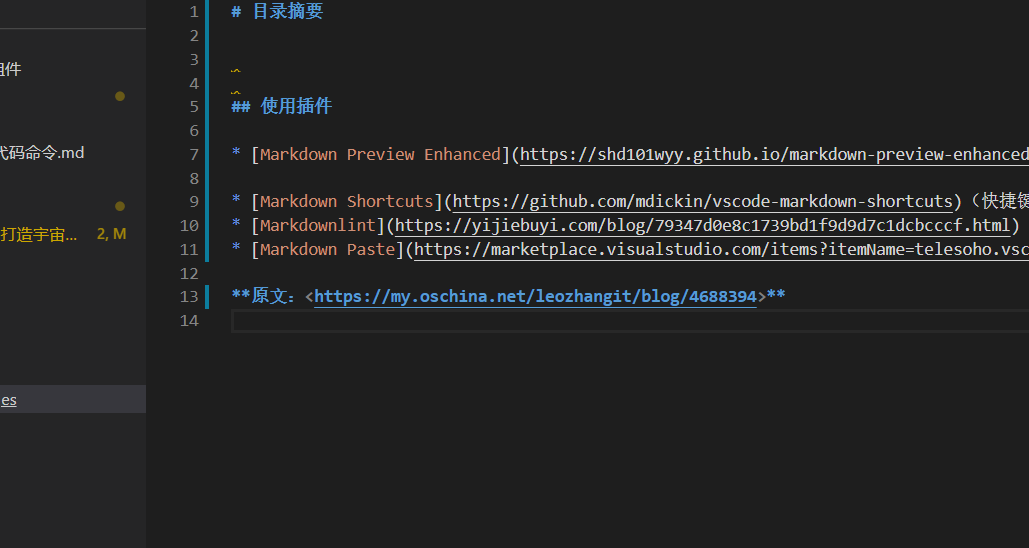 组件
代码命令.md
打造宇宙... 2, M
es
1 # 目录摘要
2
3
4
5 ## 使用插件
6
7 * [Markdown Preview Enhanced](https://shd101wyy.github.io/markdown-preview-enhanced
8
9 * [Markdown Shortcuts](https://github.com/mdickin/vscode-markdown-shortcuts)（快捷键
10 * [Markdownlint](https://yijiebuyi.com/blog/79347d0e8c1739bd1f9d9d7c1dcbcccf.html)
11 * [Markdown Paste](https://marketplace.visualstudio.com/items?itemName=telesoho.vsc
12
13 **原文：<https://my.oschina.net/leozhangit/blog/4688394>**
14